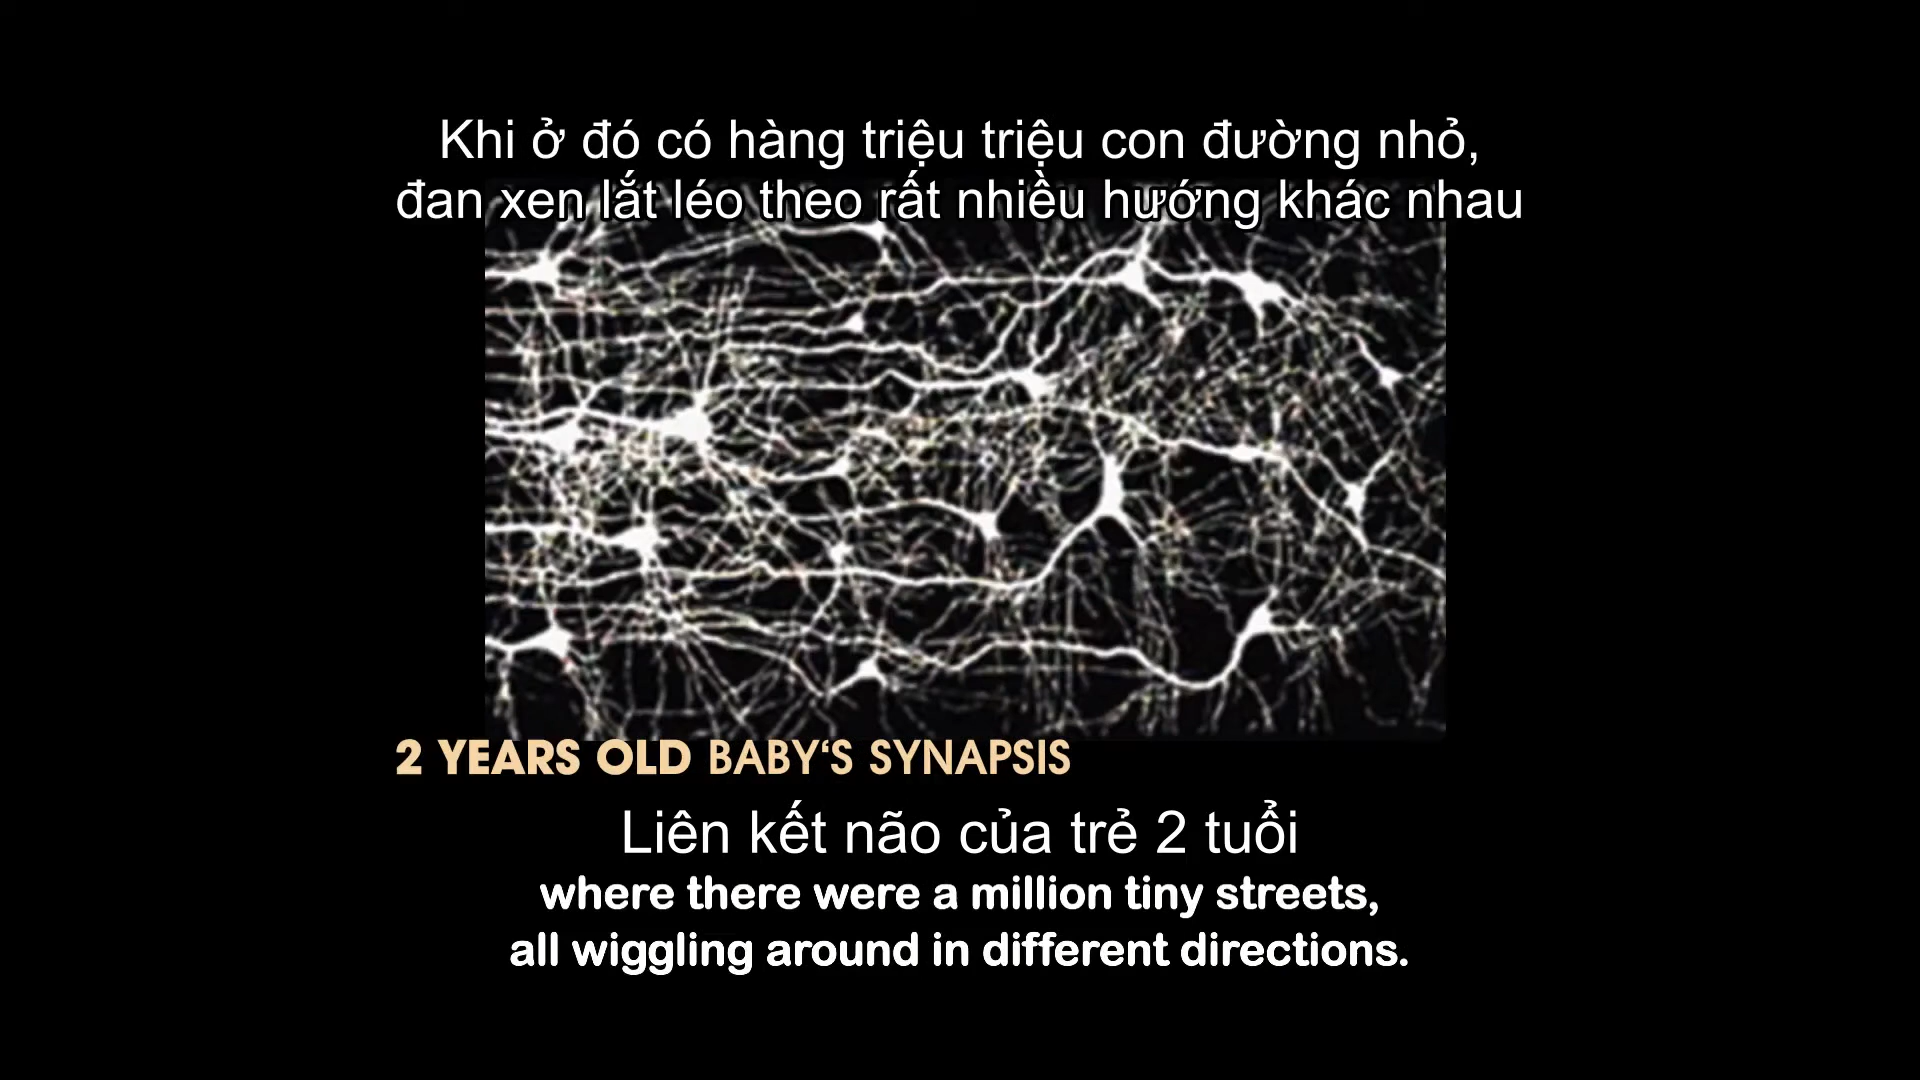 Khi ở đó có hàng triệu triệu con đường nhỏ,
đan xen lắt léo theo rất nhiều hướng khác nhau
2 YEARS OLD BABY‘S SYNAPSIS
Liên kết não của trẻ 2 tuổi
where there were a million tiny streets,
all wiggling around in different directions.